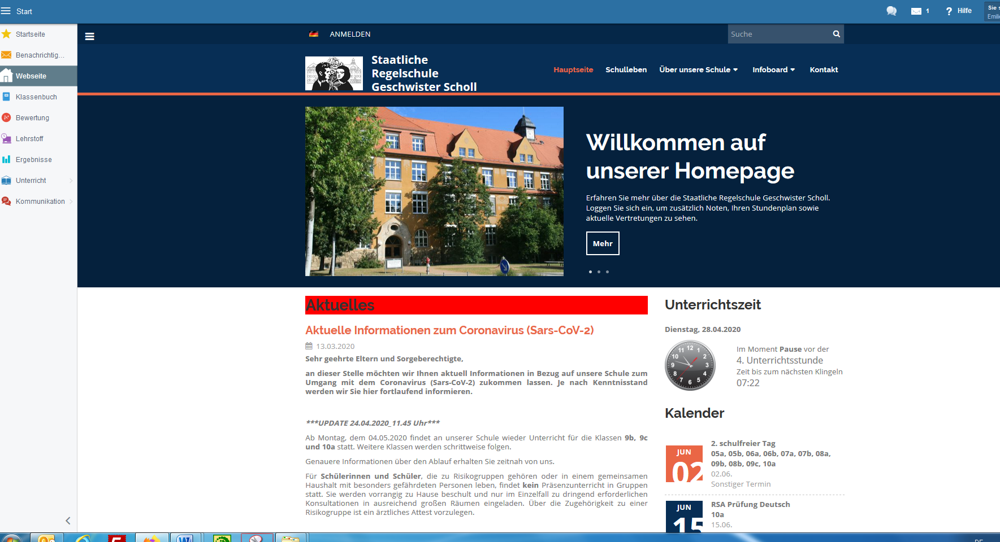 Start
1
Hilfe
Sie s
Emili
Startseite
Benachrichtig...
Webseite
Klassenbuch
Bewertung
Lehrstoff
Ergebnisse
Unterricht
Kommunikation
ANMELDEN
Suche
Staatliche
Regelschule
Geschwister Scholl
Hauptseite
Schulleben
Über unsere Schule
Infoboard
Kontakt
Willkommen auf
unserer Homepage
Erfahren Sie mehr über die Staatliche Regelschule Geschwister Scholl.
Loggen Sie sich ein, um zusätzlich Noten, Ihren Stundenplan sowie
aktuelle Vertretungen zu sehen.
Mehr
Aktuelles
Aktuelle Informationen zum Coronavirus (Sars-CoV-2)
13.03.2020
Sehr geehrte Eltern und Sorgeberechtigte,
an dieser Stelle möchten wir Ihnen aktuell Informationen in Bezug auf unsere Schule zum
Umgang mit dem Coronavirus (Sars-CoV-2) zukommen lassen. Je nach Kenntnisstand
werden wir Sie hier fortlaufend informieren.
***UPDATE 24.04.2020_11.45 Uhr***
Ab Montag, dem 04.05.2020 findet an unserer Schule wieder Unterricht für die Klassen 9b, 9c
und 10a statt. Weitere Klassen werden schrittweise folgen.
Genauere Informationen über den Ablauf erhalten Sie zeitnah von uns.
Für Schülerinnen und Schüler, die zu Risikogruppen gehören oder in einem gemeinsamen
Haushalt mit besonders gefährdeten Personen leben, findet kein Präsenzunterricht in Gruppen
statt. Sie werden vorrangig zu Hause beschult und nur im Einzelfall zu dringend erforderlichen
Konsultationen in ausreichend großen Räumen eingeladen. Über die Zugehörigkeit zu einer
Risikogruppe ist ein ärztliches Attest vorzulegen.
Unterrichtszeit
Dienstag, 28.04.2020
12
1
2
3
4
5
6
7
8
9
10
11
Im Moment Pause vor der
4. Unterrichtsstunde
Zeit bis zum nächsten Klingeln
07:22
Kalender
JUN
02
2. schulfreier Tag
05a, 05b, 06a, 06b, 07a, 07b, 08a,
09b, 08b, 09c, 10a
02.06.
Sonstiger Termin
JUN
15
RSA Prüfung Deutsch
10a
15.06.
DE